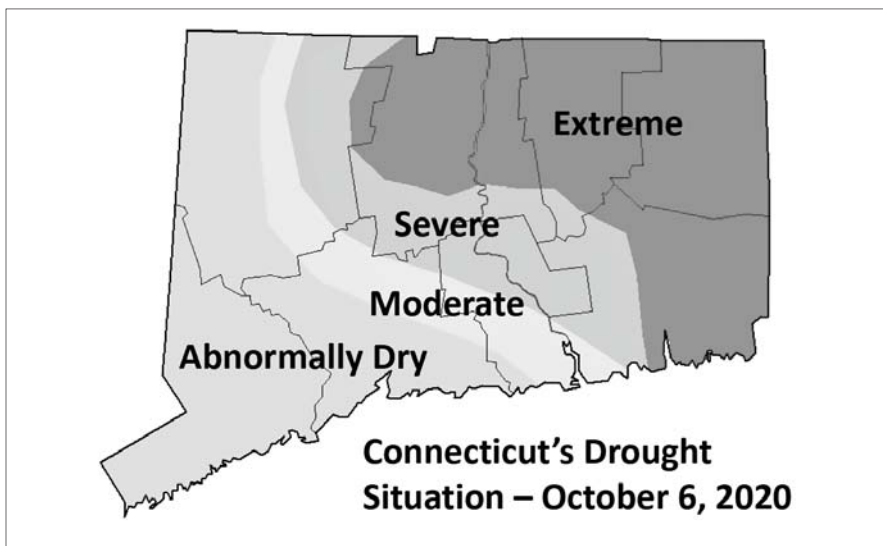 Extreme
Severe
Moderate
Abnormally Dry
Connecticut’s Drought
Situation – October 6, 2020